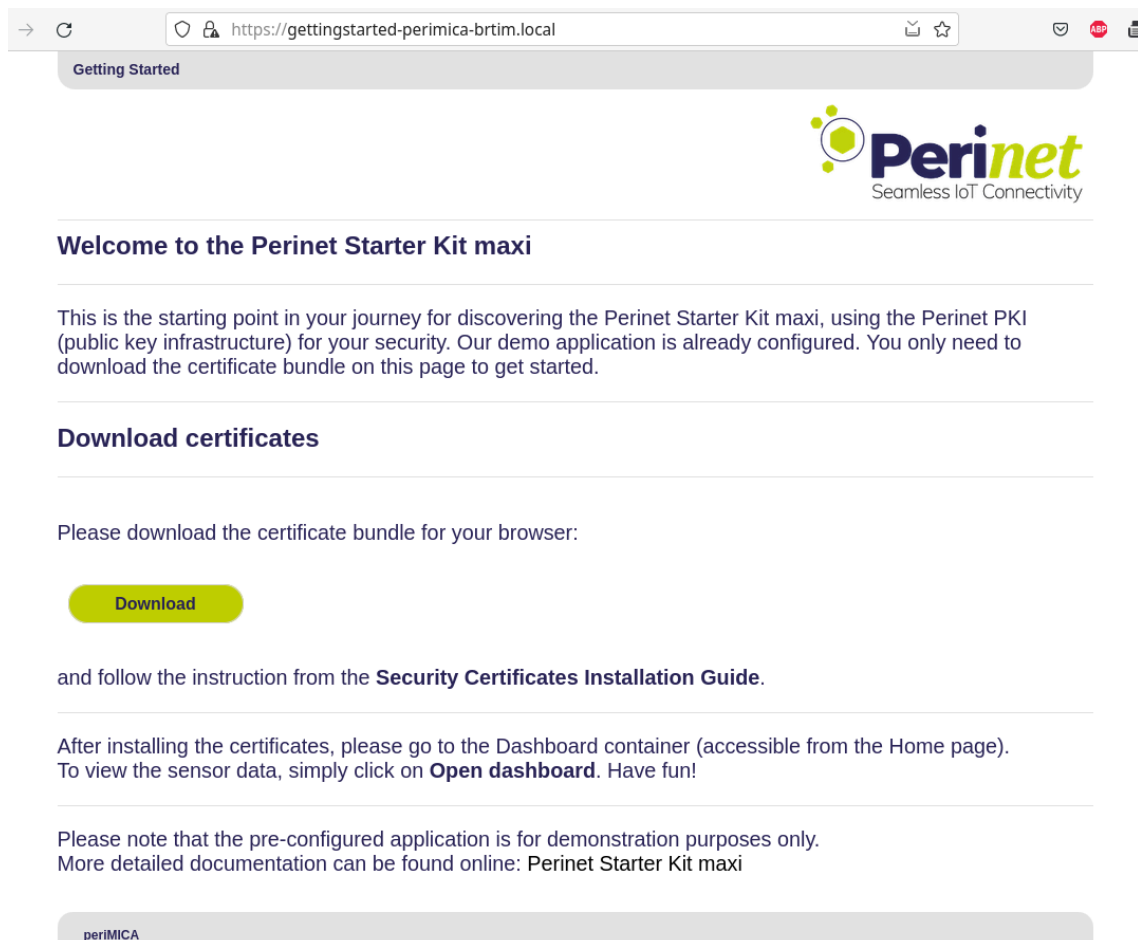 https://gettingstarted-perimica-brtim.local
ABP
Getting Started
Perinet
Seamless IoT Connectivity
Welcome to the Perinet Starter Kit maxi
This is the starting point in your journey for discovering the Perinet Starter Kit maxi, using the Perinet PKI
(public key infrastructure) for your security. Our demo application is already configured. You only need to
download the certificate bundle on this page to get started.
Download certificates
Please download the certificate bundle for your browser:
Download
and follow the instruction from the Security Certificates Installation Guide.
After installing the certificates, please go to the Dashboard container (accessible from the Home page).
To view the sensor data, simply click on Open dashboard. Have fun!
Please note that the pre-configured application is for demonstration purposes only.
More detailed documentation can be found online: Perinet Starter Kit maxi
periMICA